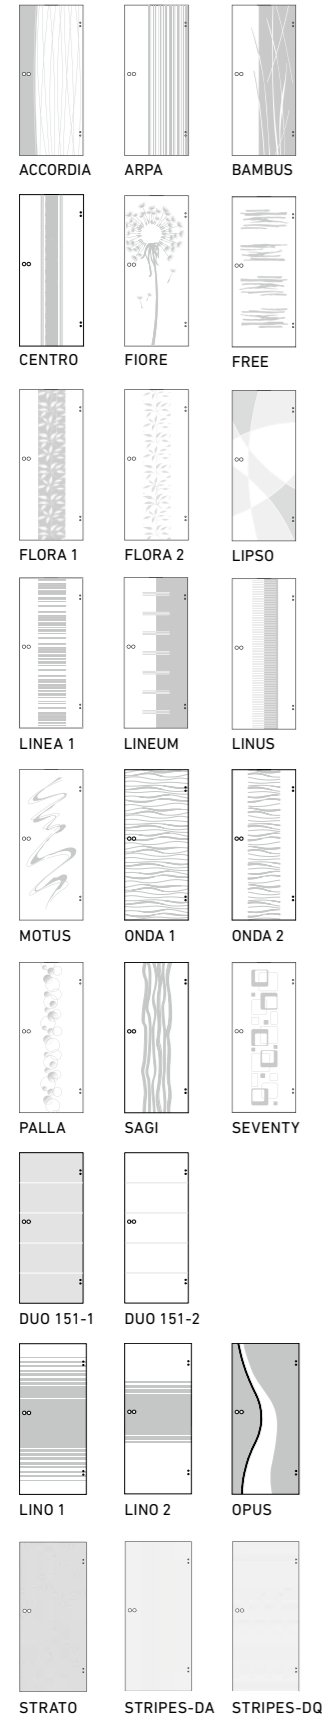 ACCORDIA ARPA BAMBUS
CENTRO FIORE FREE
FLORA 1 FLORA 2 LIPSO
LINEA 1 LINEUM LINUS
MOTUS ONDA 1 ONDA 2
PALLA SAGI SEVENTY
DUO 151-1 DUO 151-2
LINO 1 LINO 2 OPUS
STRATO STRIPES-DA STRIPES-DQ